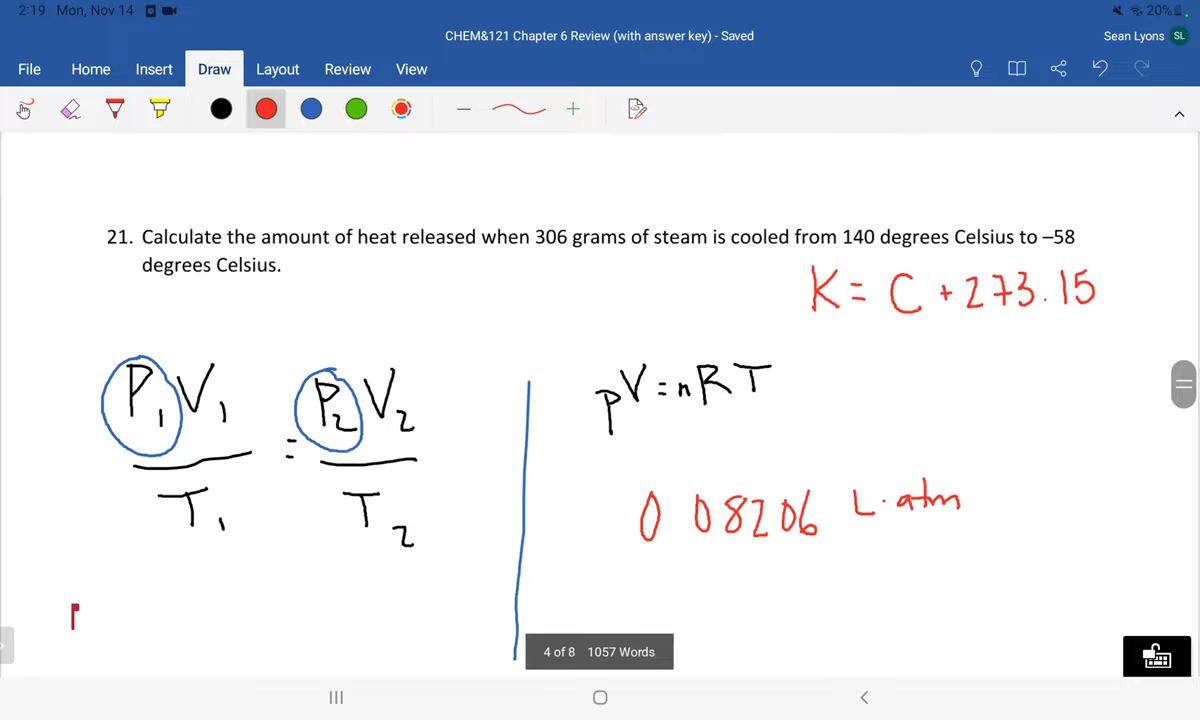 2:19 Mon, Nov 14
20%
CHEM&121 Chapter 6 Review (with answer key) - Saved
Sean Lyons SL
File Home Insert Draw Layout Review View
21. Calculate the amount of heat released when 306 grams of steam is cooled from 140 degrees Celsius to –58
degrees Celsius.
K = C + 273.15
P₁V₁ / T₁ = P₂V₂ / T₂
pV = nRT
0 08206 L·atm
4 of 8 1057 Words